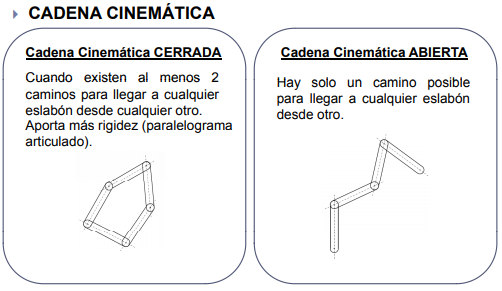 CADENA CINEMÁTICA
Cadena Cinemática CERRADA
Cuando existen al menos 2
caminos para llegar a cualquier
eslabón desde cualquier otro.
Aporta más rigidez (paralelograma
articulado).
Cadena Cinemática ABIERTA
Hay solo un camino posible
para llegar a cualquier eslabón
desde otro.